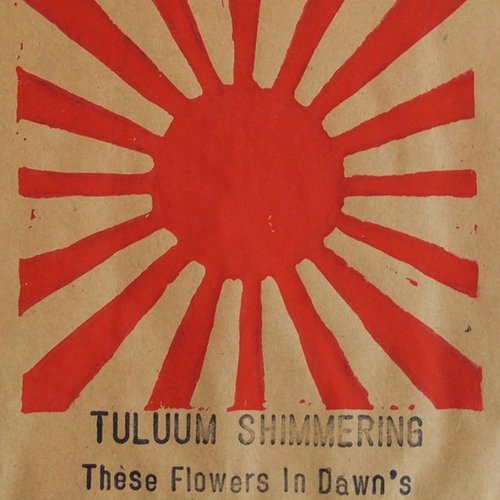 TULUUM SHIMMERING
These Flowers In Dawn's